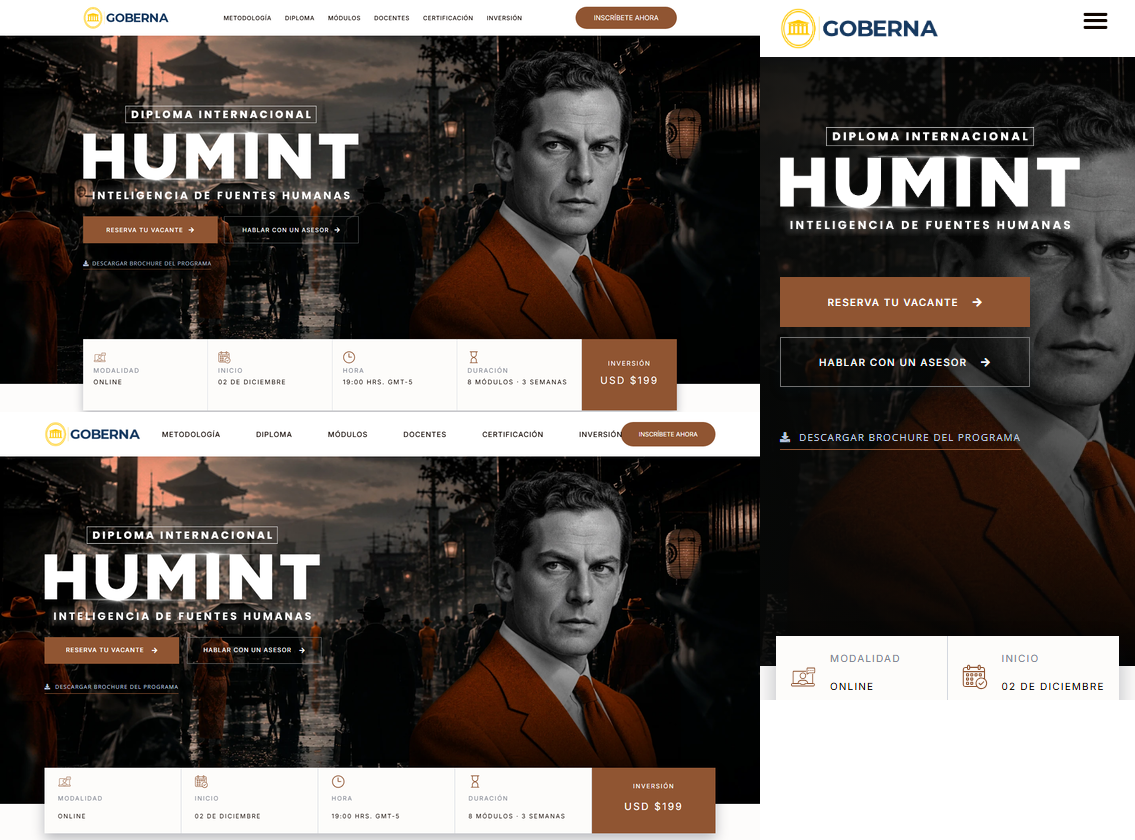 GOBERNA
METODOLOGÍA DIPLOMA MÓDULOS DOCENTES CERTIFICACIÓN INVERSIÓN
INSCRÍBETE AHORA
DIPLOMA INTERNACIONAL
HUMINT
INTELIGENCIA DE FUENTES HUMANAS
RESERVA TU VACANTE
HABLAR CON UN ASESOR
DESCARGAR BROCHURE DEL PROGRAMA
MODALIDAD
ONLINE
INICIO
02 DE DICIEMBRE
HORA
19:00 HRS. GMT-5
DURACIÓN
8 MÓDULOS · 3 SEMANAS
INVERSIÓN
USD $199
GOBERNA
METODOLOGÍA DIPLOMA MÓDULOS DOCENTES CERTIFICACIÓN INVERSIÓN
INSCRÍBETE AHORA
DIPLOMA INTERNACIONAL
HUMINT
INTELIGENCIA DE FUENTES HUMANAS
RESERVA TU VACANTE
HABLAR CON UN ASESOR
DESCARGAR BROCHURE DEL PROGRAMA
MODALIDAD
ONLINE
INICIO
02 DE DICIEMBRE
HORA
19:00 HRS. GMT-5
DURACIÓN
8 MÓDULOS · 3 SEMANAS
INVERSIÓN
USD $199
GOBERNA
DIPLOMA INTERNACIONAL
HUMINT
INTELIGENCIA DE FUENTES HUMANAS
RESERVA TU VACANTE
HABLAR CON UN ASESOR
DESCARGAR BROCHURE DEL PROGRAMA
MODALIDAD
ONLINE
INICIO
02 DE DICIEMBRE